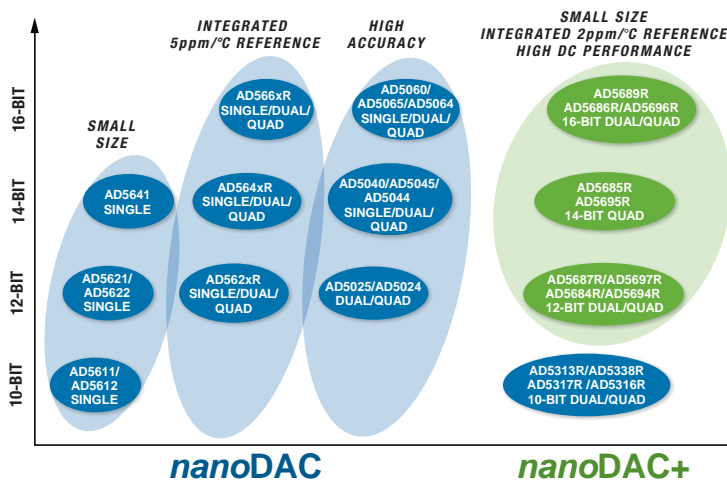 SMALL SIZE
INTEGRATED 2ppm/°C REFERENCE
HIGH DC PERFORMANCE
INTEGRATED
5ppm/°C REFERENCE
HIGH
ACCURACY
SMALL
SIZE
16-BIT
14-BIT
12-BIT
10-BIT
AD566xR
SINGLE/DUAL/
QUAD
AD5060/
AD5065/AD5064
SINGLE/DUAL/
QUAD
AD5689R
AD5686R/AD5696R
16-BIT DUAL/QUAD
AD5641
SINGLE
AD564xR
SINGLE/DUAL/
QUAD
AD5040/AD5045/
AD5044
SINGLE/DUAL/
QUAD
AD5685R
AD5695R
14-BIT QUAD
AD5621/
AD5622
SINGLE
AD562xR
SINGLE/DUAL/
QUAD
AD5025/AD5024
DUAL/QUAD
AD5687R/AD5697R
AD5684R/AD5694R
12-BIT DUAL/QUAD
AD5611/
AD5612
SINGLE
AD5313R/AD5338R
AD5317R /AD5316R
10-BIT DUAL/QUAD
nanoDAC
nanoDAC+